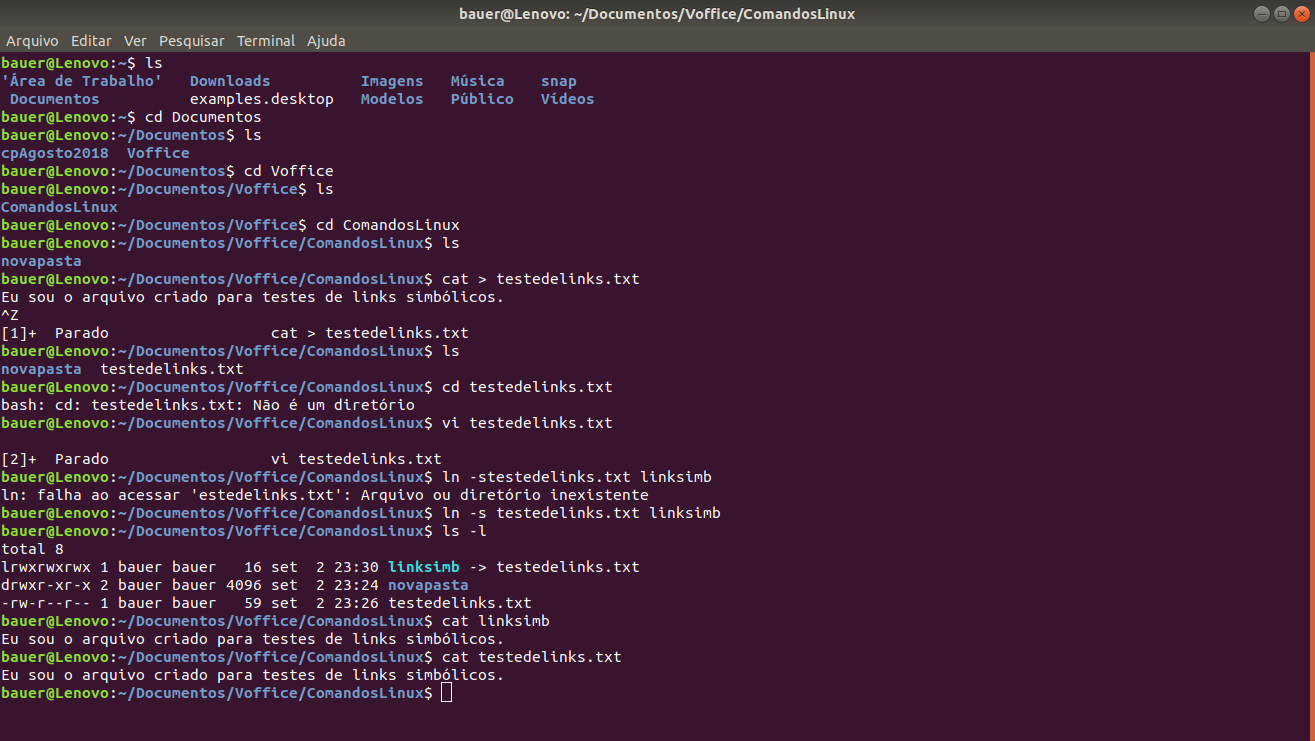 bauer@Lenovo: ~/Documentos/Voffice/ComandosLinux
Arquivo Editar Ver Pesquisar Terminal Ajuda
bauer@Lenovo:~$ ls
'Área de Trabalho'   Downloads          Imagens   Música    snap
 Documentos          examples.desktop   Modelos   Público   Vídeos
bauer@Lenovo:~$ cd Documentos
bauer@Lenovo:~/Documentos$ ls
cpAgosto2018  Voffice
bauer@Lenovo:~/Documentos$ cd Voffice
bauer@Lenovo:~/Documentos/Voffice$ ls
ComandosLinux
bauer@Lenovo:~/Documentos/Voffice$ cd ComandosLinux
bauer@Lenovo:~/Documentos/Voffice/ComandosLinux$ ls
novapasta
bauer@Lenovo:~/Documentos/Voffice/ComandosLinux$ cat > testedelinks.txt
Eu sou o arquivo criado para testes de links simbólicos.
^Z
[1]+  Parado                  cat > testedelinks.txt
bauer@Lenovo:~/Documentos/Voffice/ComandosLinux$ ls
novapasta  testedelinks.txt
bauer@Lenovo:~/Documentos/Voffice/ComandosLinux$ cd testedelinks.txt
bash: cd: testedelinks.txt: Não é um diretório
bauer@Lenovo:~/Documentos/Voffice/ComandosLinux$ vi testedelinks.txt
[2]+  Parado                  vi testedelinks.txt
bauer@Lenovo:~/Documentos/Voffice/ComandosLinux$ ln -stestedelinks.txt linksimb
ln: falha ao acessar 'estedelinks.txt': Arquivo ou diretório inexistente
bauer@Lenovo:~/Documentos/Voffice/ComandosLinux$ ln -s testedelinks.txt linksimb
bauer@Lenovo:~/Documentos/Voffice/ComandosLinux$ ls -l
total 8
lrwxrwxrwx 1 bauer bauer   16 set  2 23:30 linksimb -> testedelinks.txt
drwxr-xr-x 2 bauer bauer 4096 set  2 23:24 novapasta
-rw-r--r-- 1 bauer bauer   59 set  2 23:26 testedelinks.txt
bauer@Lenovo:~/Documentos/Voffice/ComandosLinux$ cat linksimb
Eu sou o arquivo criado para testes de links simbólicos.
bauer@Lenovo:~/Documentos/Voffice/ComandosLinux$ cat testedelinks.txt
Eu sou o arquivo criado para testes de links simbólicos.
bauer@Lenovo:~/Documentos/Voffice/ComandosLinux$